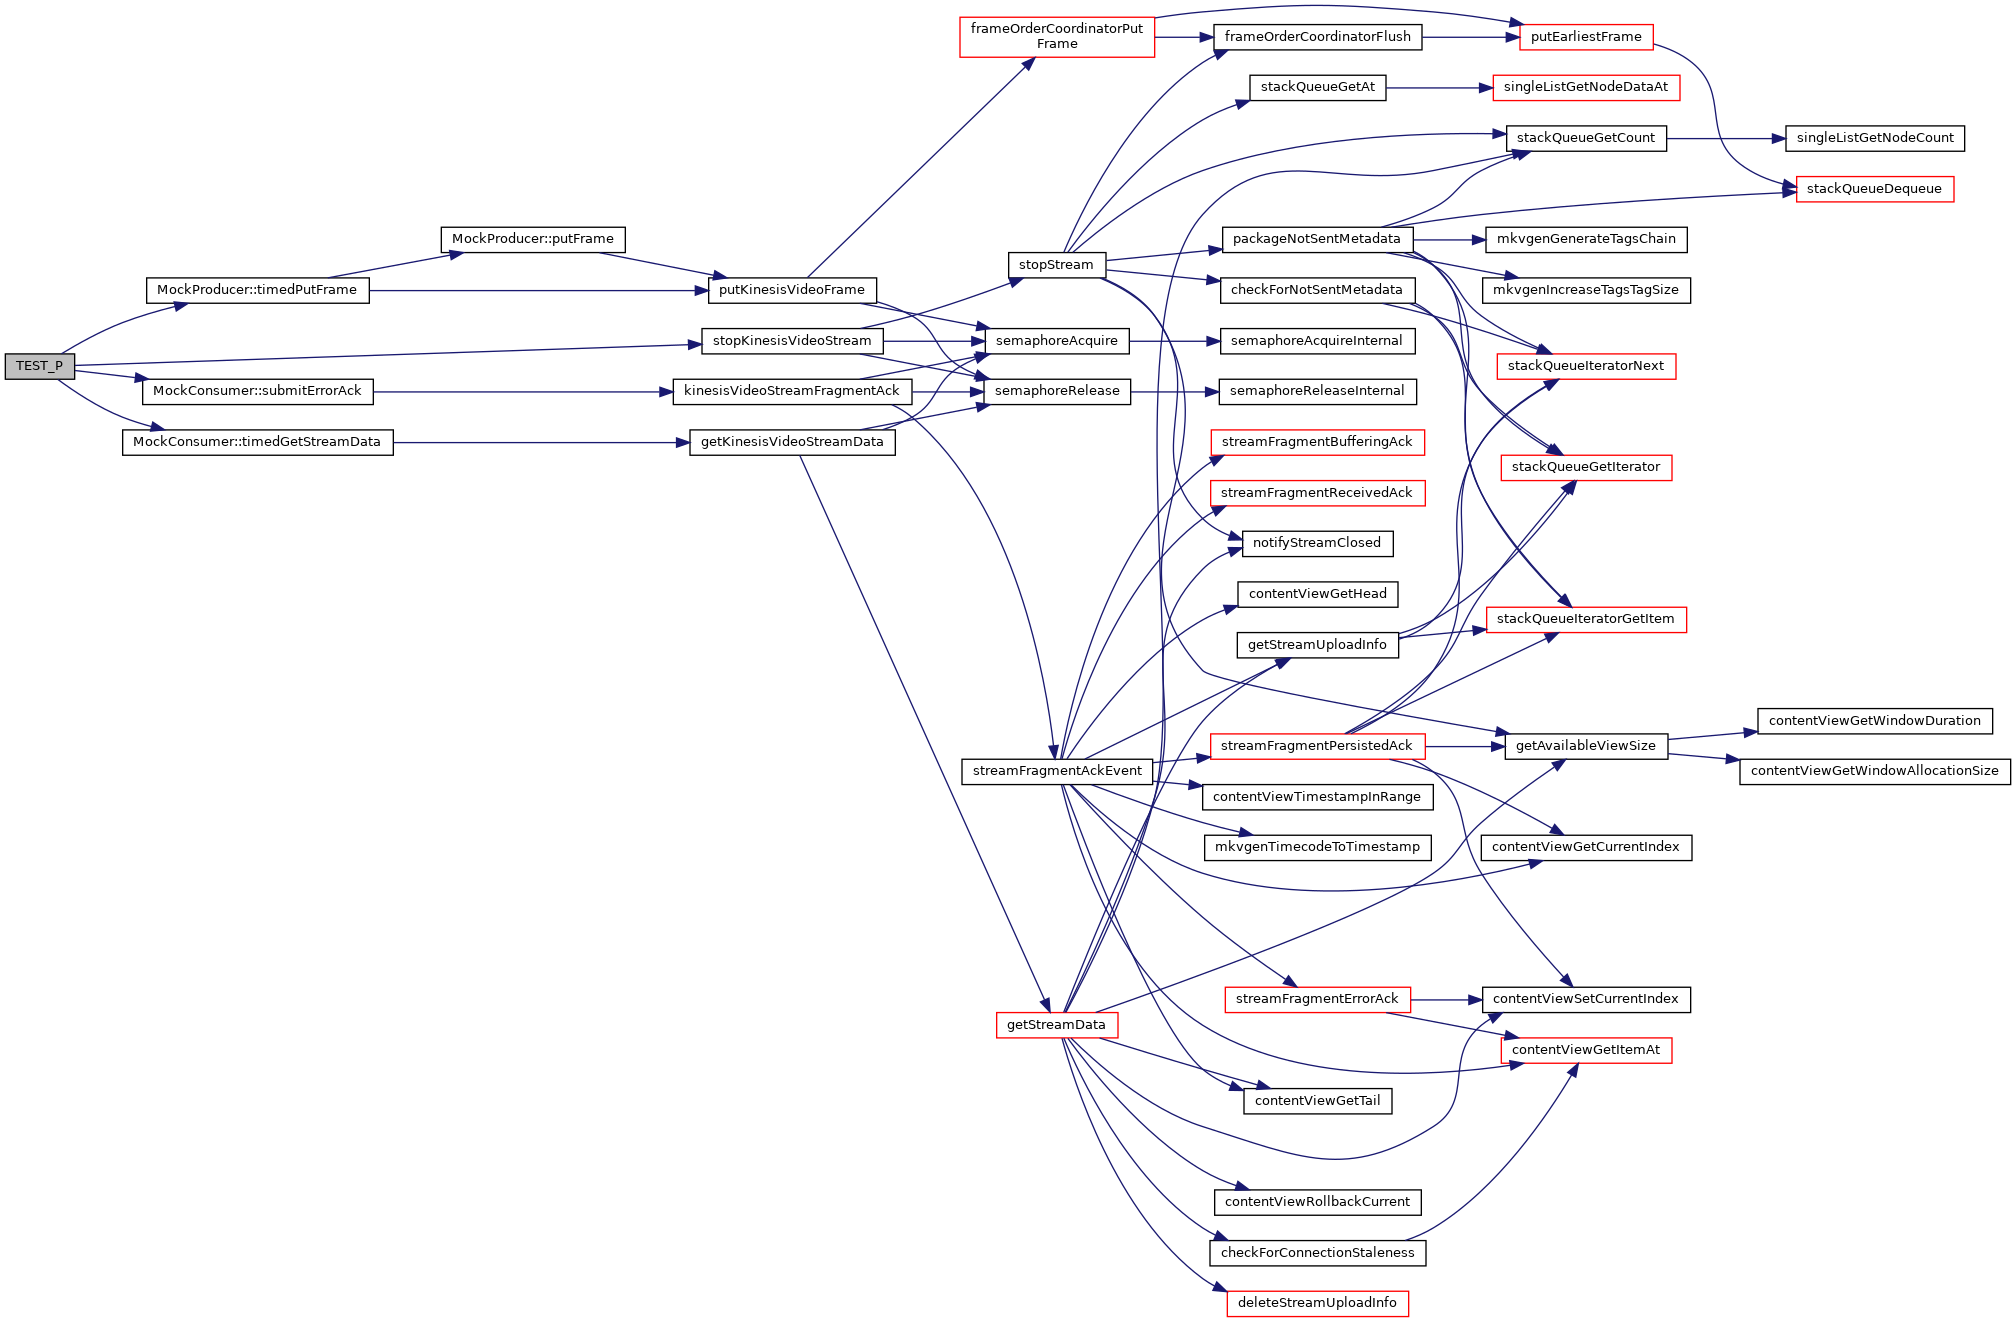 TEST_P
MockProducer::timedPutFrame
MockConsumer::submitErrorAck
MockConsumer::timedGetStreamData
MockProducer::putFrame
putKinesisVideoFrame
stopKinesisVideoStream
kinesisVideoStreamFragmentAck
getKinesisVideoStreamData
frameOrderCoordinatorPut
Frame
stopStream
semaphoreAcquire
semaphoreRelease
streamFragmentAckEvent
getStreamData
frameOrderCoordinatorFlush
stackQueueGetAt
packageNotSentMetadata
checkForNotSentMetadata
semaphoreAcquireInternal
semaphoreReleaseInternal
streamFragmentBufferingAck
streamFragmentReceivedAck
notifyStreamClosed
contentViewGetHead
getStreamUploadInfo
streamFragmentPersistedAck
contentViewTimestampInRange
mkvgenTimecodeToTimestamp
streamFragmentErrorAck
contentViewGetTail
contentViewRollbackCurrent
checkForConnectionStaleness
deleteStreamUploadInfo
putEarliestFrame
singleListGetNodeDataAt
stackQueueGetCount
mkvgenGenerateTagsChain
mkvgenIncreaseTagsTagSize
stackQueueIteratorNext
stackQueueGetIterator
stackQueueIteratorGetItem
getAvailableViewSize
contentViewGetCurrentIndex
contentViewSetCurrentIndex
contentViewGetItemAt
singleListGetNodeCount
stackQueueDequeue
contentViewGetWindowDuration
contentViewGetWindowAllocationSize